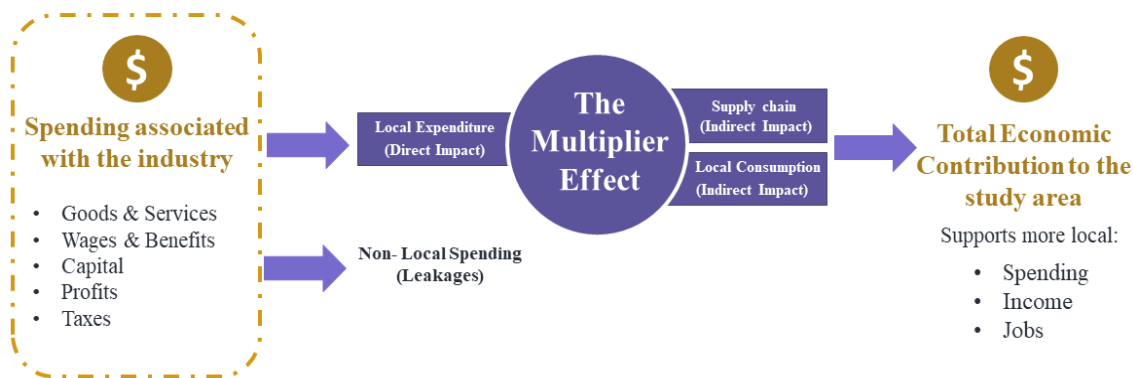 $
Spending associated
with the industry
• Goods & Services
• Wages & Benefits
• Capital
• Profits
• Taxes
Local Expenditure
(Direct Impact)
Non- Local Spending
(Leakages)
The
Multiplier
Effect
Supply chain
(Indirect Impact)
Local Consumption
(Indirect Impact)
$
Total Economic
Contribution to the
study area
Supports more local:
• Spending
• Income
• Jobs